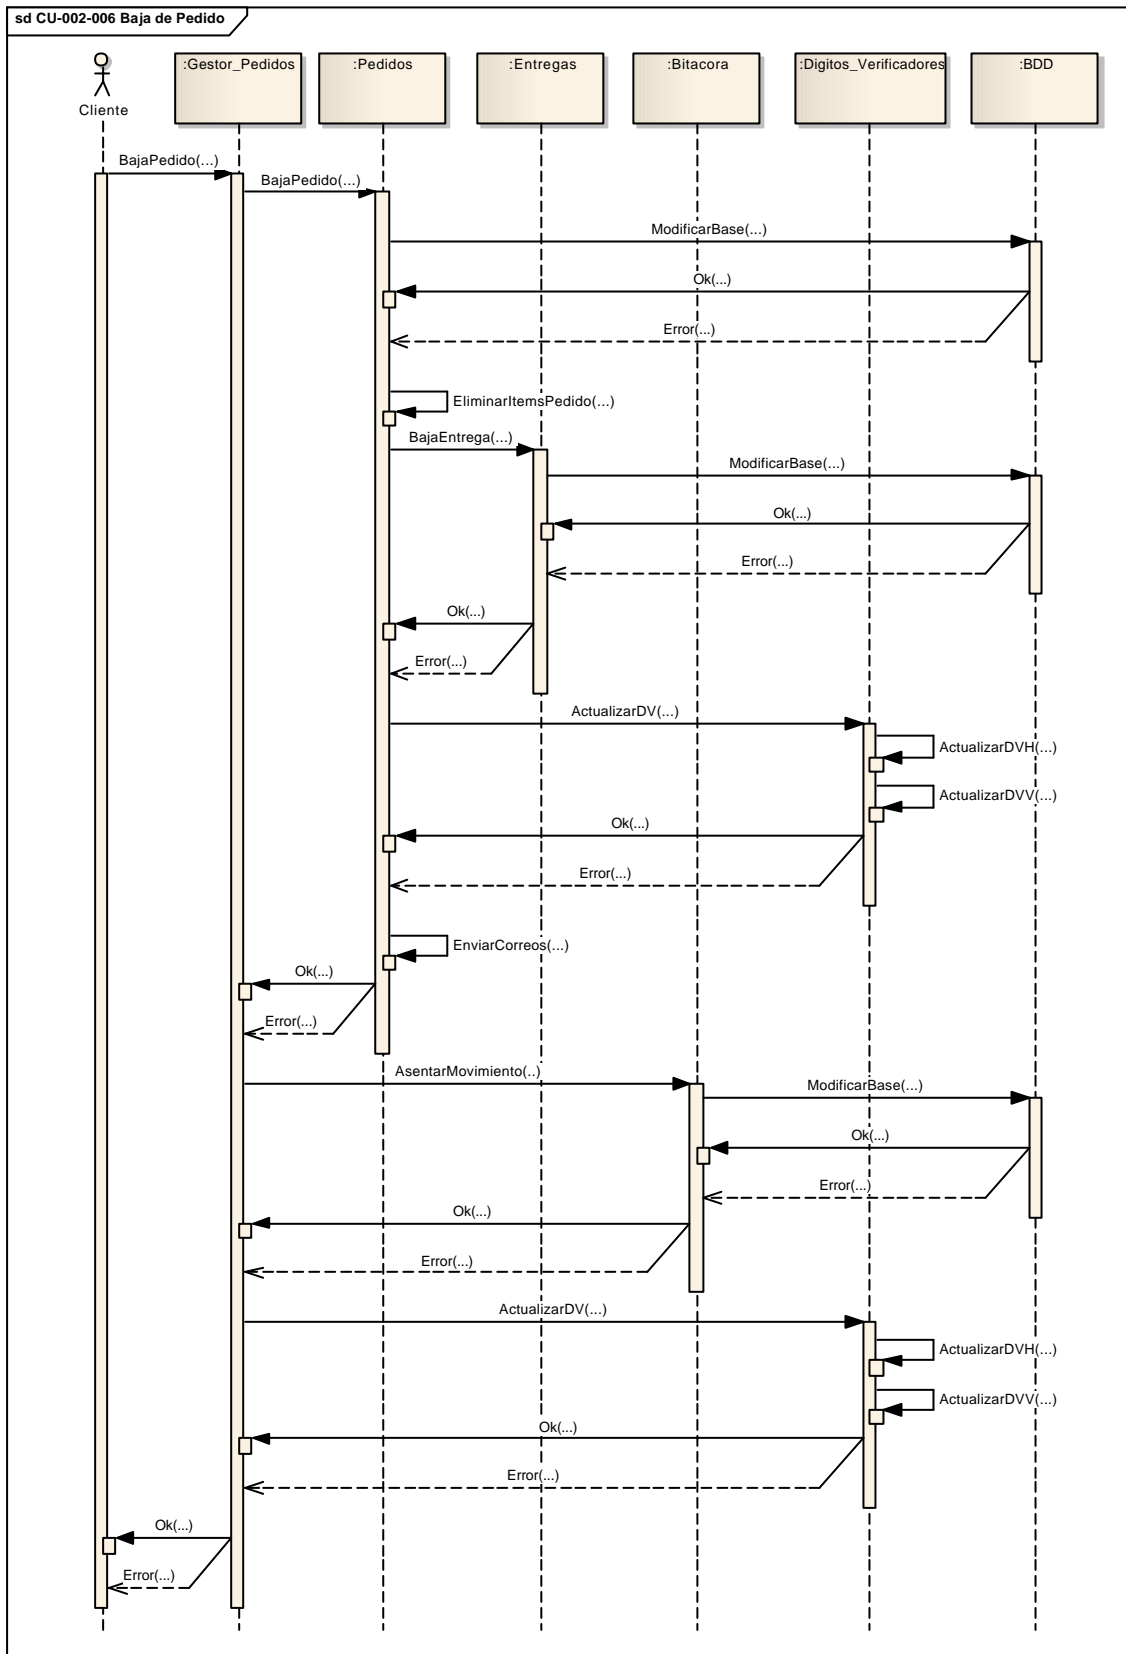 sd CU-002-006 Baja de Pedido
Cliente
:Gestor_Pedidos
:Pedidos
:Entregas
:Bitacora
:Digitos_Verificadores
:BDD
BajaPedido(...)
BajaPedido(...)
ModificarBase(...)
Ok(...)
Error(...)
EliminarItemsPedido(...)
BajaEntrega(...)
ModificarBase(...)
Ok(...)
Error(...)
Ok(...)
Error(...)
ActualizarDV(...)
ActualizarDVH(...)
ActualizarDVV(...)
Ok(...)
Error(...)
EnviarCorreos(...)
Ok(...)
Error(...)
AsentarMovimiento(..)
ModificarBase(...)
Ok(...)
Error(...)
Ok(...)
Error(...)
ActualizarDV(...)
ActualizarDVH(...)
ActualizarDVV(...)
Ok(...)
Error(...)
Ok(...)
Error(...)